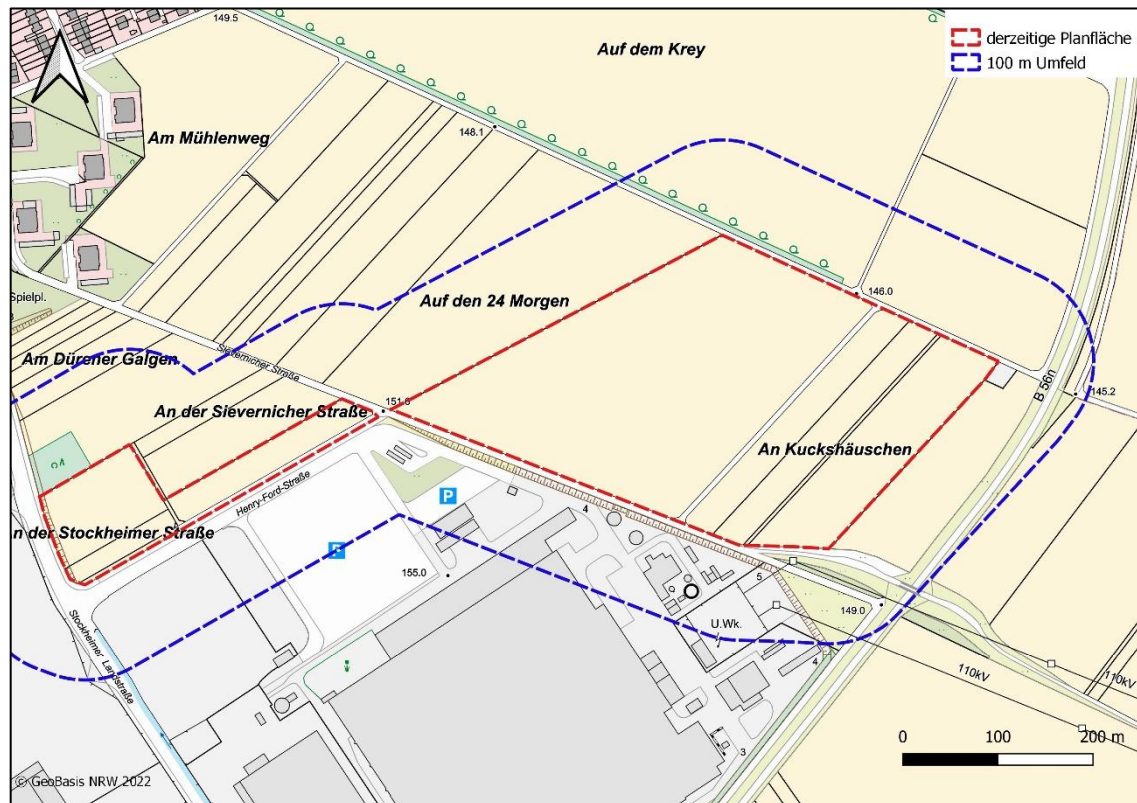 149.5
Auf dem Krey
derzeitige Planfläche
100 m Umfeld
Am Mühlenweg
148.1
Spielpl.
Auf den 24 Morgen
146.0
Am Dürener Galgen
Sievernicher Straße
B 56n
145.2
An der Sievernicher Straße
151.5
An Kuckshäuschen
Henry-Ford-Straße
P
4
n der Stockheimer Straße
P
155.0
5
149.0
U.Wk.
4
Stockheimer Landstraße
110kV
110kV
3
0 100 200 m
© GeoBasis NRW 2022